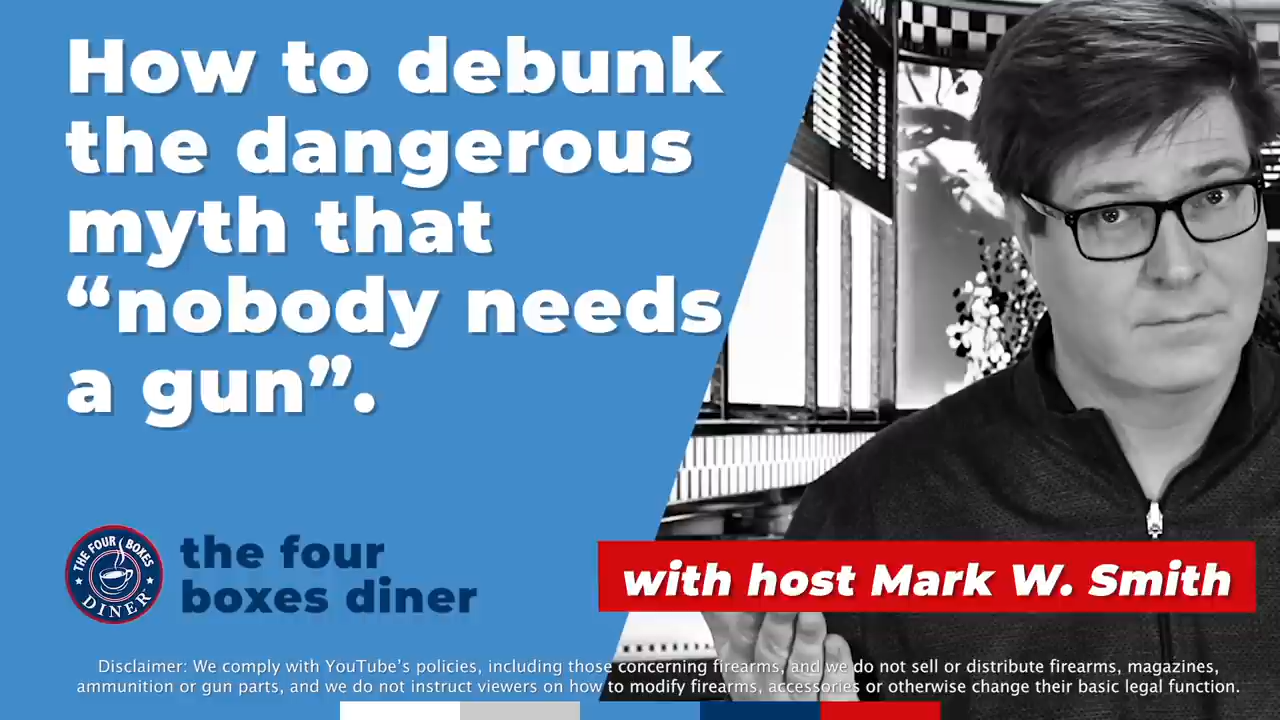 How to debunk
the dangerous
myth that
“nobody needs
a gun”.
THE FOUR BOXES
DINER
the four
boxes diner
with host Mark W. Smith
Disclaimer: We comply with YouTube’s policies, including those concerning firearms, and we do not sell or distribute firearms, magazines,
ammunition or gun parts, and we do not instruct viewers on how to modify firearms, accessories or otherwise change their basic legal function.